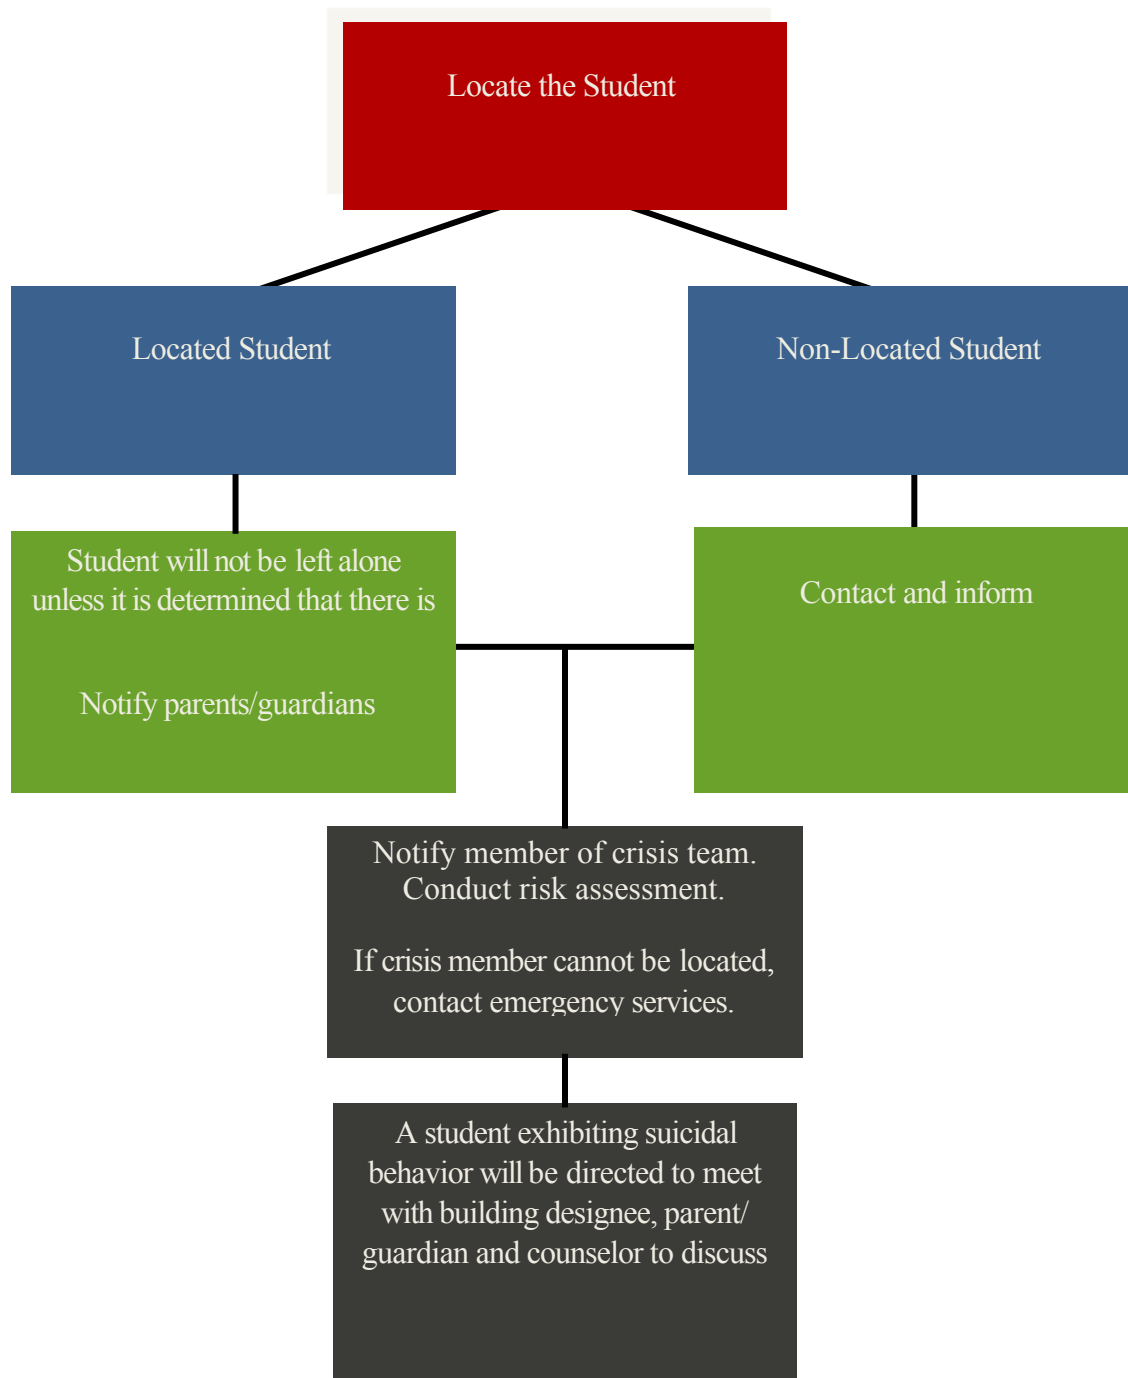 Locate the Student
Located Student
Non-Located Student
Student will not be left alone
unless it is determined that there is
Notify parents/guardians
Contact and inform
Notify member of crisis team.
Conduct risk assessment.
If crisis member cannot be located,
contact emergency services.
A student exhibiting suicidal
behavior will be directed to meet
with building designee, parent/
guardian and counselor to discuss